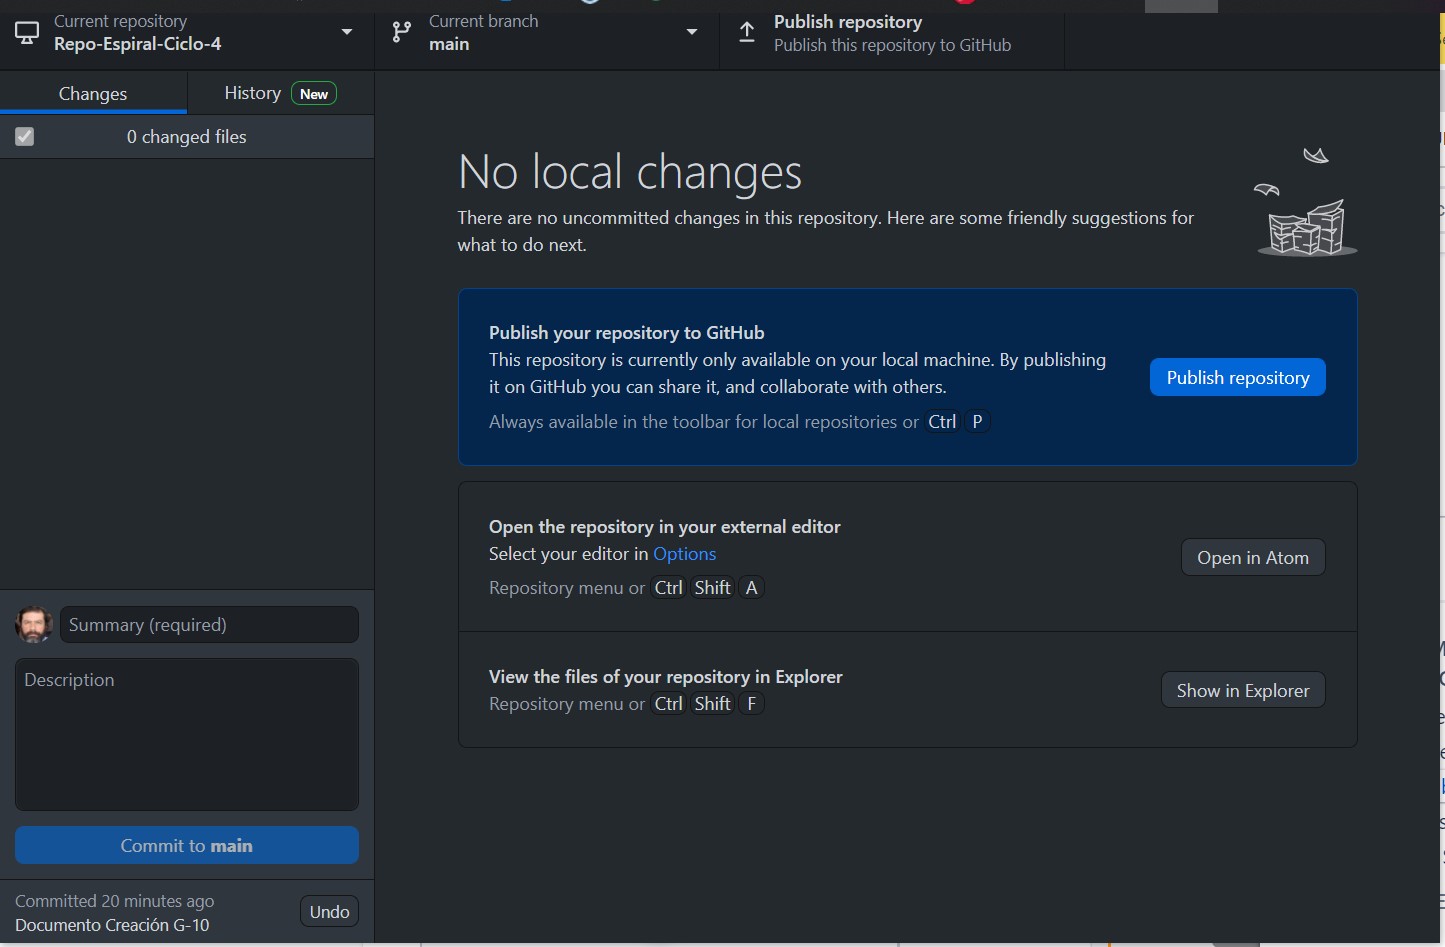 Current repository
Repo-Espiral-Ciclo-4
Current branch
main
Publish repository
Publish this repository to GitHub
Changes
History New
0 changed files
No local changes
There are no uncommitted changes in this repository. Here are some friendly suggestions for
what to do next.
Publish your repository to GitHub
This repository is currently only available on your local machine. By publishing
it on GitHub you can share it, and collaborate with others.
Always available in the toolbar for local repositories or Ctrl P
Publish repository
Open the repository in your external editor
Select your editor in Options
Repository menu or Ctrl Shift A
Open in Atom
View the files of your repository in Explorer
Repository menu or Ctrl Shift F
Show in Explorer
Summary (required)
Description
Commit to main
Committed 20 minutes ago
Documento Creación G-10
Undo